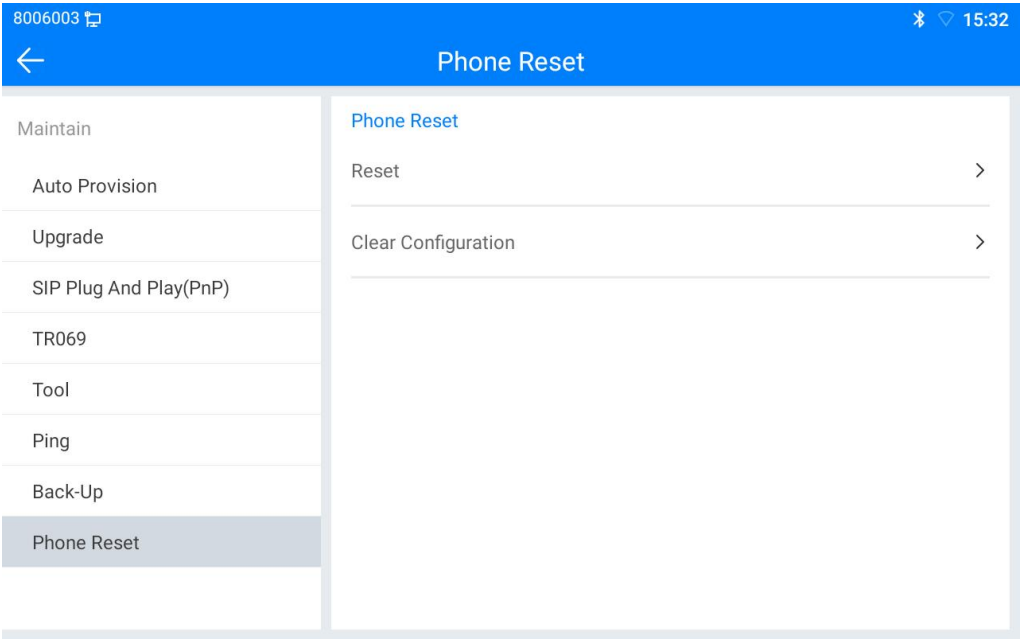 8006003
15:32
Phone Reset
Maintain
Auto Provision
Upgrade
SIP Plug And Play(PnP)
TR069
Tool
Ping
Back-Up
Phone Reset
Phone Reset
Reset
Clear Configuration